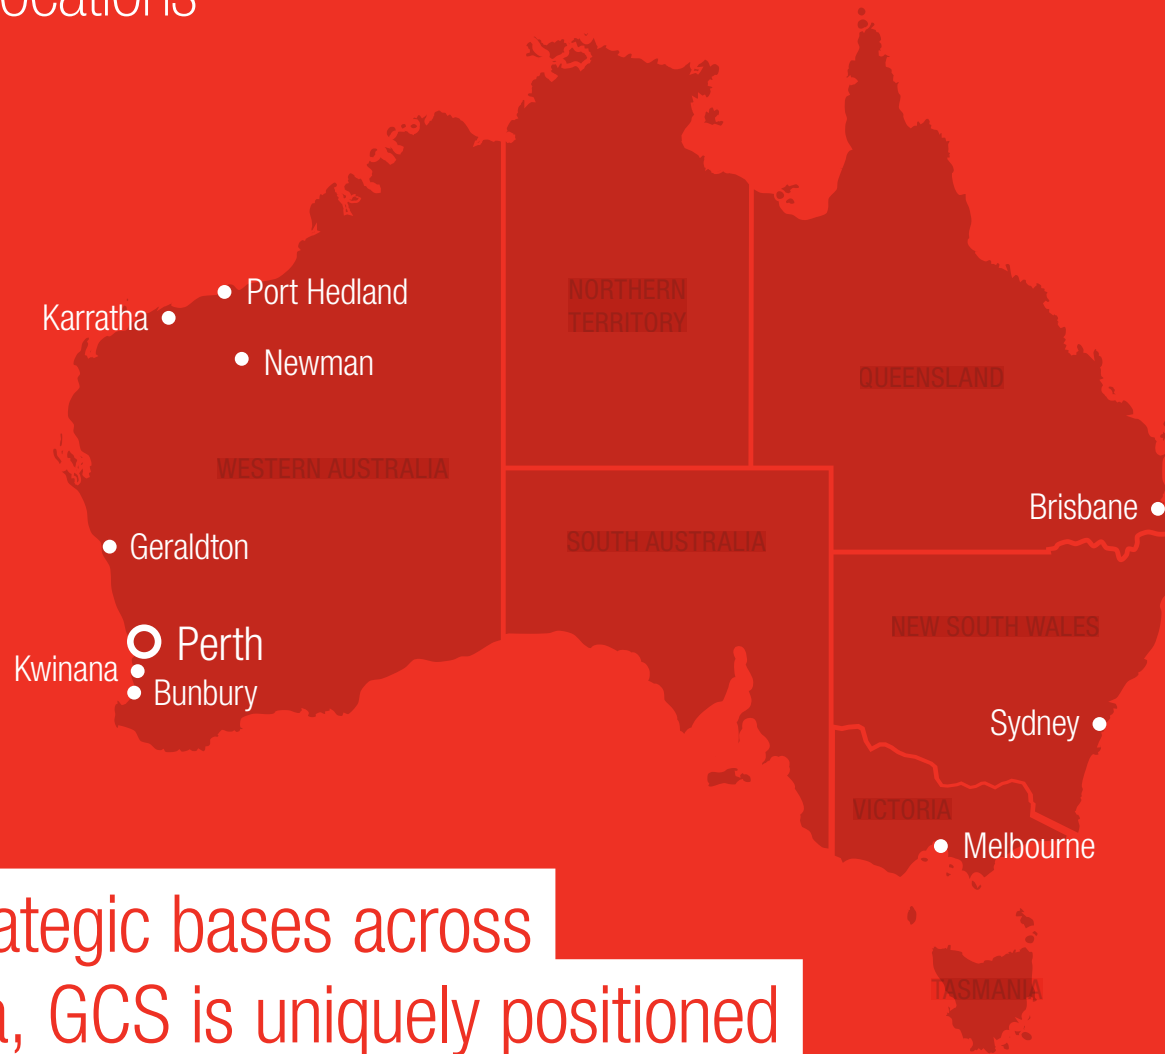 ocations
Port Hedland
Karratha
Newman
NORTHERN
TERRITORY
QUEENSLAND
WESTERN AUSTRALIA
Brisbane
Geraldton
SOUTH AUSTRALIA
NEW SOUTH WALES
Perth
Kwinana
Bunbury
Sydney
VICTORIA
Melbourne
ategic bases across
a, GCS is uniquely positioned
TASMANIA